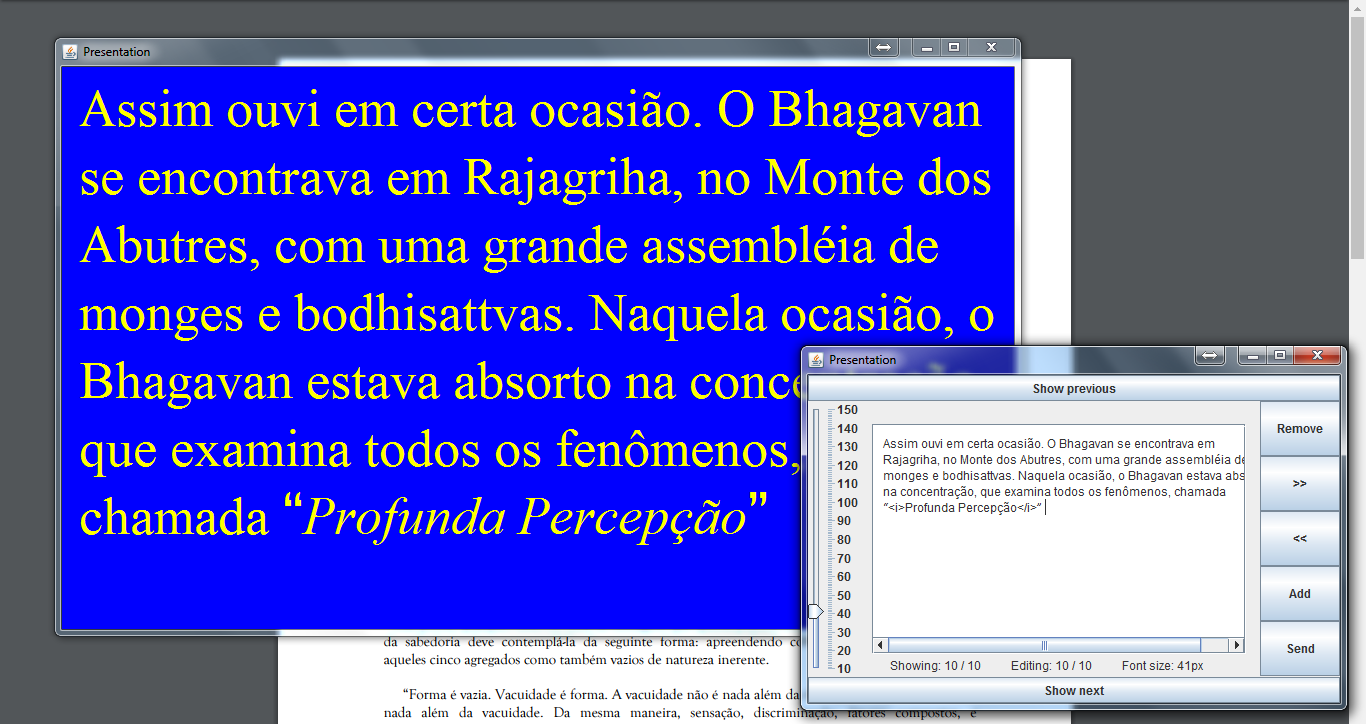 Presentation
Assim ouvi em certa ocasião. O Bhagavan
se encontrava em Rajagriha, no Monte dos
Abutres, com uma grande assembléia de
monges e bodhisattvas. Naquela ocasião, o
Bhagavan estava absorto na conce
que examina todos os fenômenos,
chamada “Profunda Percepção”
Presentation
Show previous
150
140
130
120
110
100
90
80
70
60
50
40
30
20
10
Assim ouvi em certa ocasião. O Bhagavan se encontrava em
Rajagriha, no Monte dos Abutres, com uma grande assembléia de
monges e bodhisattvas. Naquela ocasião, o Bhagavan estava abs
na concentração, que examina todos os fenômenos, chamada
“<i>Profunda Percepção</i>”
Remove
>>
<<
Add
Send
Showing: 10 / 10 Editing: 10 / 10 Font size: 41px
Show next
da sabedoria deve contemplá-la da seguinte forma: apreendendo
aqueles cinco agregados como também vazios de natureza inerente.
“Forma é vazia. Vacuidade é forma. A vacuidade não é nada além da
nada além da vacuidade. Da mesma maneira, sensação, discriminação, fatores compostos, e